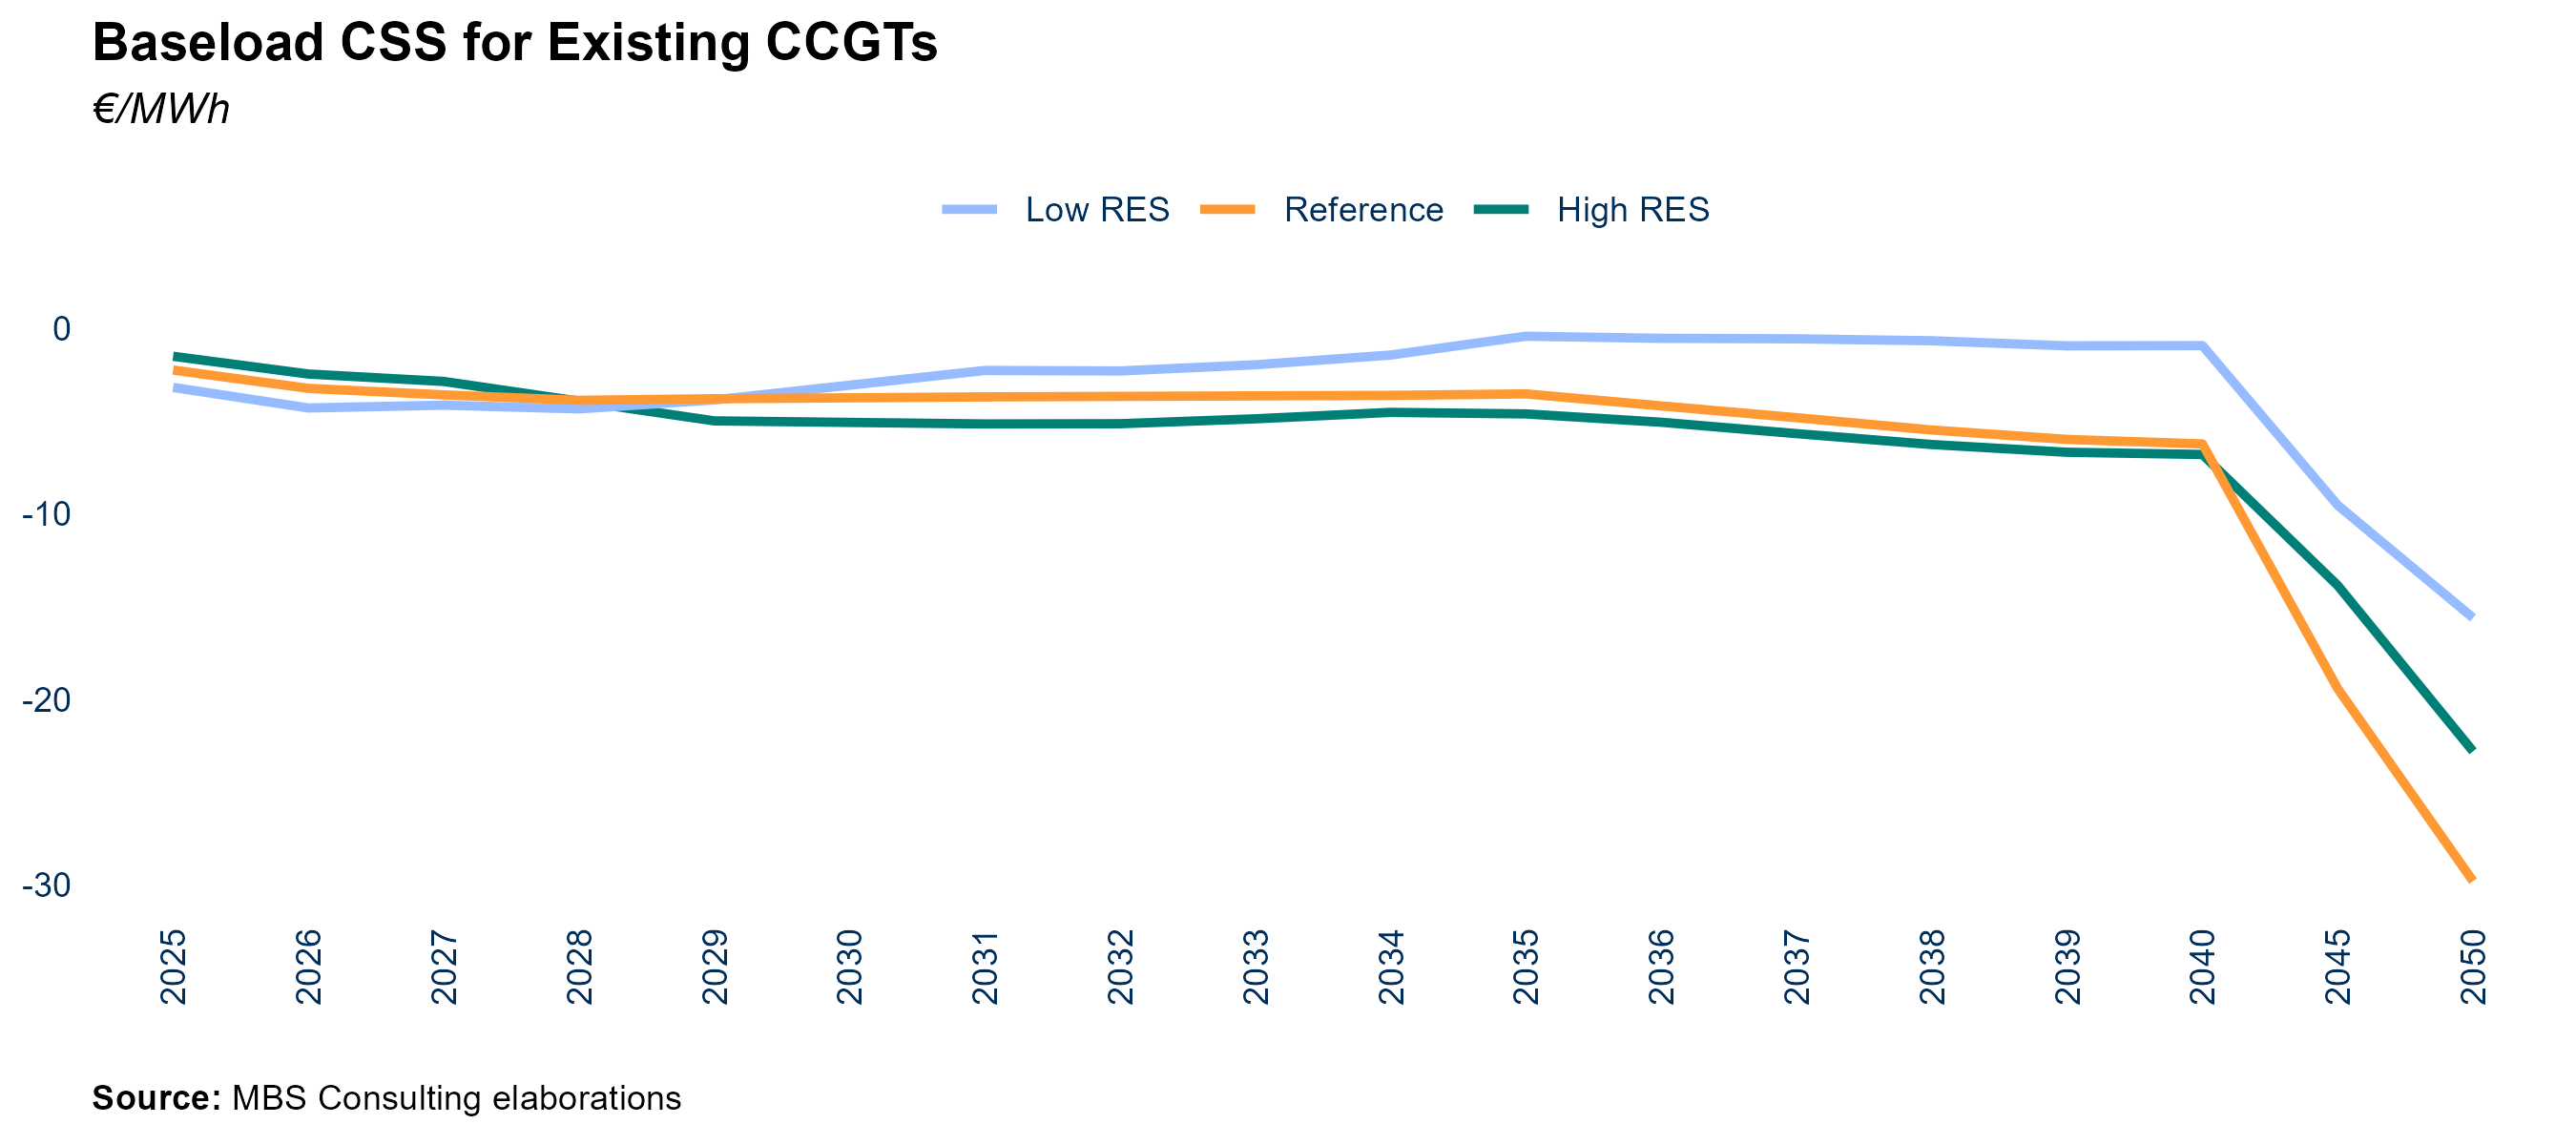 Baseload CSS for Existing CCGTs
€/MWh
Low RES Reference High RES
0
-10
-20
-30
2025 2026 2027 2028 2029 2030 2031 2032 2033 2034 2035 2036 2037 2038 2039 2040 2045 2050
Source: MBS Consulting elaborations